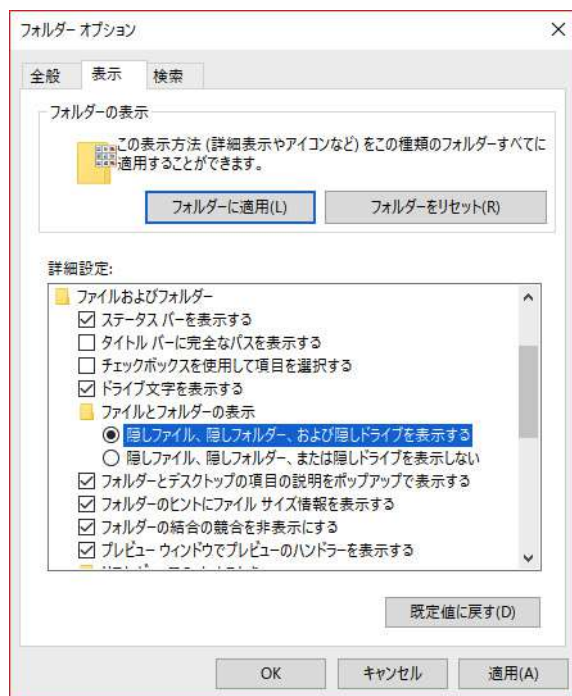 フォルダー オプション
全般 表示 検索
フォルダーの表示
この表示方法 (詳細表示やアイコンなど) をこの種類のフォルダーすべてに
適用することができます。
フォルダーに適用(L) フォルダーをリセット(R)
詳細設定:
ファイルおよびフォルダー
ステータス バーを表示する
タイトル バーに完全なパスを表示する
チェックボックスを使用して項目を選択する
ドライブ文字を表示する
ファイルとフォルダーの表示
隠しファイル、隠しフォルダー、および隠しドライブを表示する
隠しファイル、隠しフォルダー、または隠しドライブを表示しない
フォルダーとデスクトップの項目の説明をポップアップで表示する
フォルダーのヒントにファイル サイズ情報を表示する
フォルダーの結合の競合を非表示にする
プレビュー ウィンドウでプレビューのハンドラーを表示する
既定値に戻す(D)
OK キャンセル 適用(A)